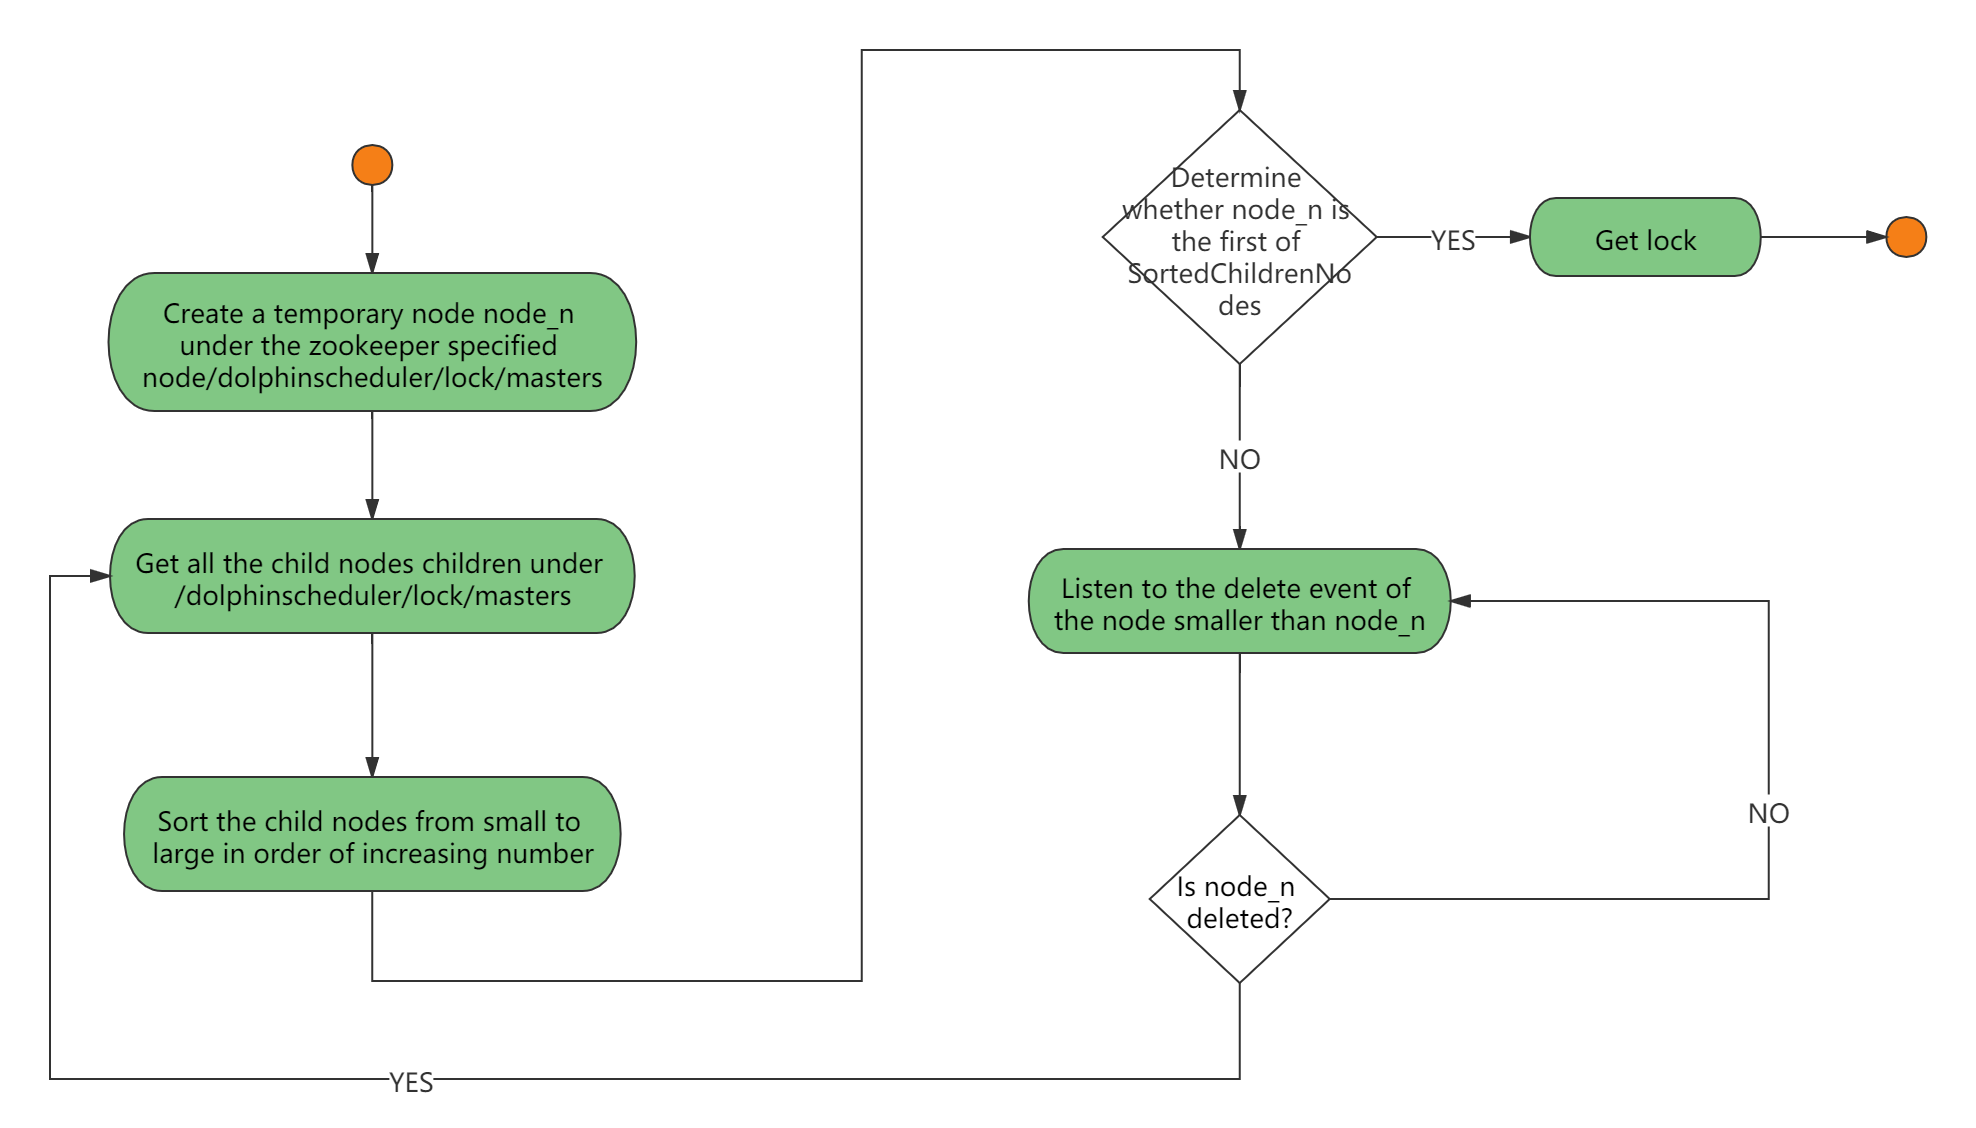 Create a temporary node node_n
under the zookeeper specified
node/dolphinscheduler/lock/masters
Get all the child nodes children under
/dolphinscheduler/lock/masters
Sort the child nodes from small to
large in order of increasing number
Determine
whether node_n is
the first of
SortedChildrenNo
des
YES
Get lock
NO
Listen to the delete event of
the node smaller than node_n
NO
Is node_n
deleted?
YES